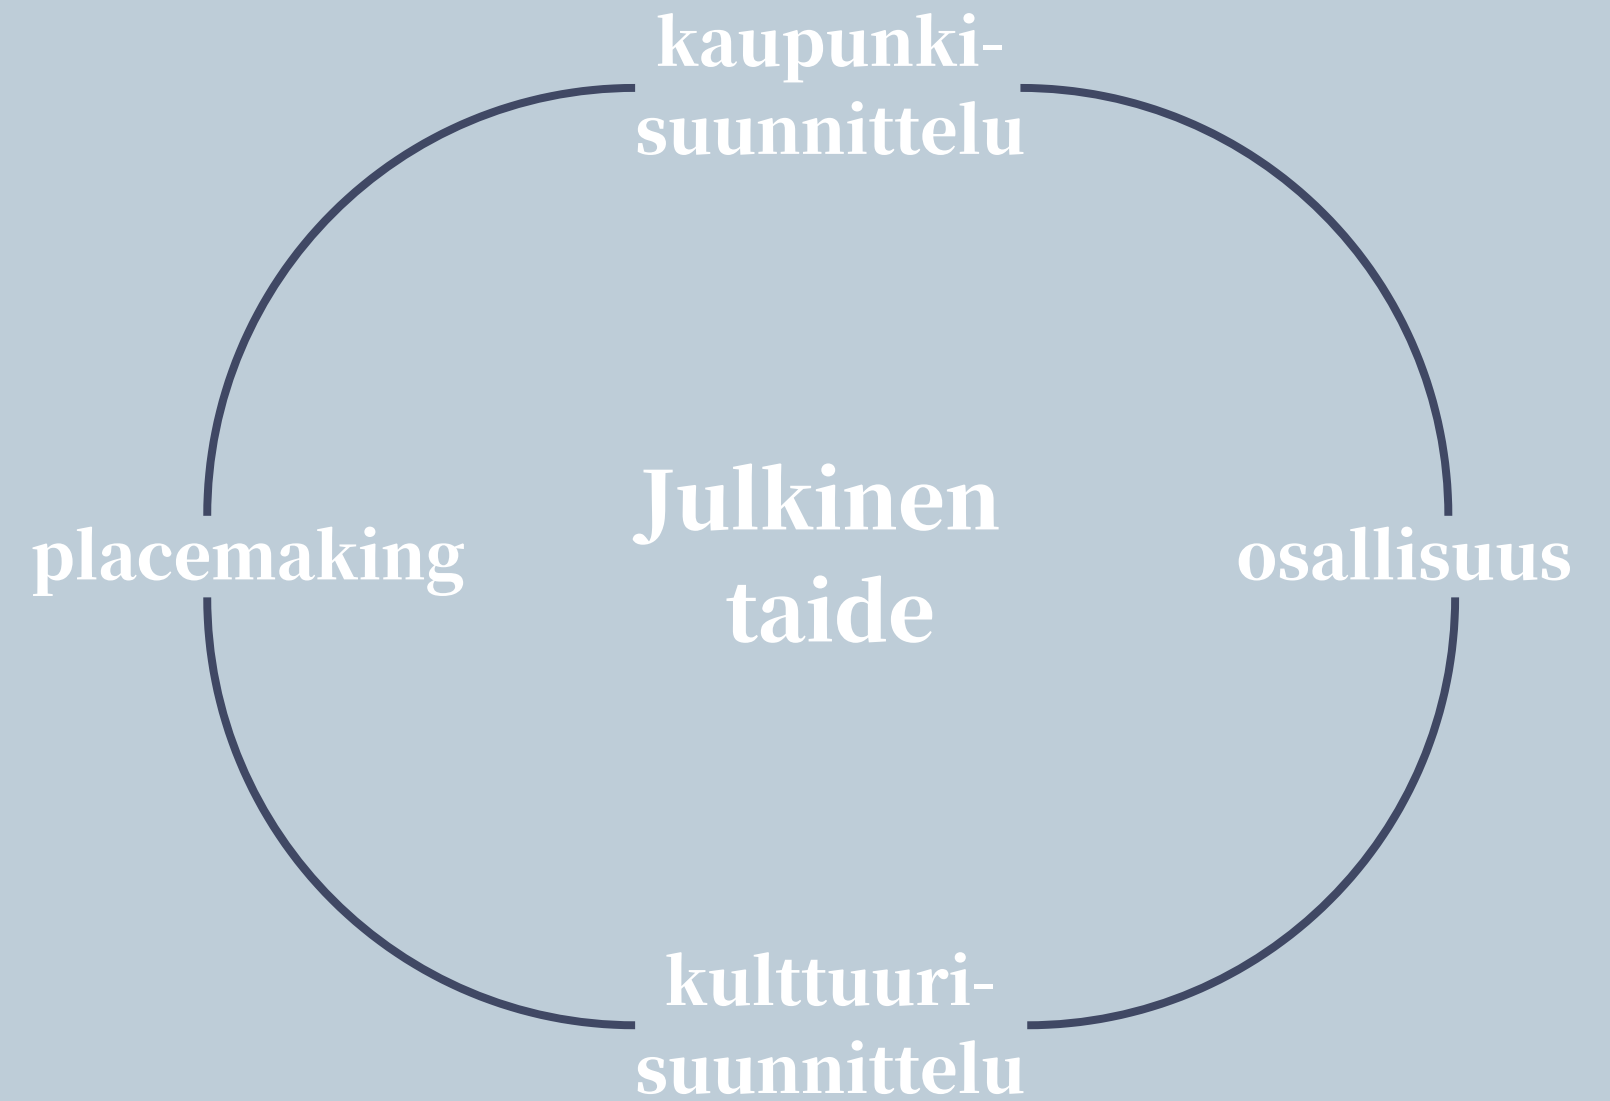 kaupunki-
suunnittelu
Julkinen
taide
placemaking
osallisuus
kulttuuri-
suunnittelu